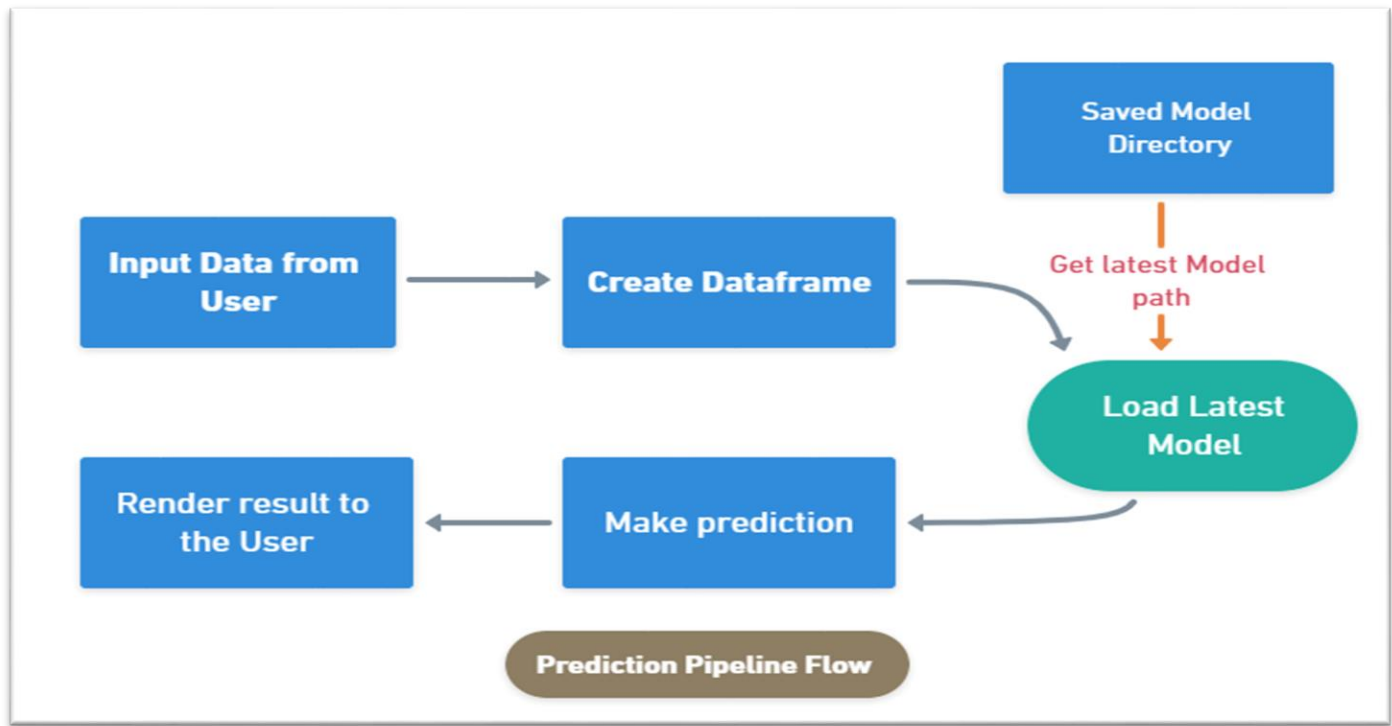 Saved Model
Directory
Input Data from
User
Create Dataframe
Get latest Model
path
Load Latest
Model
Make prediction
Render result to
the User
Prediction Pipeline Flow